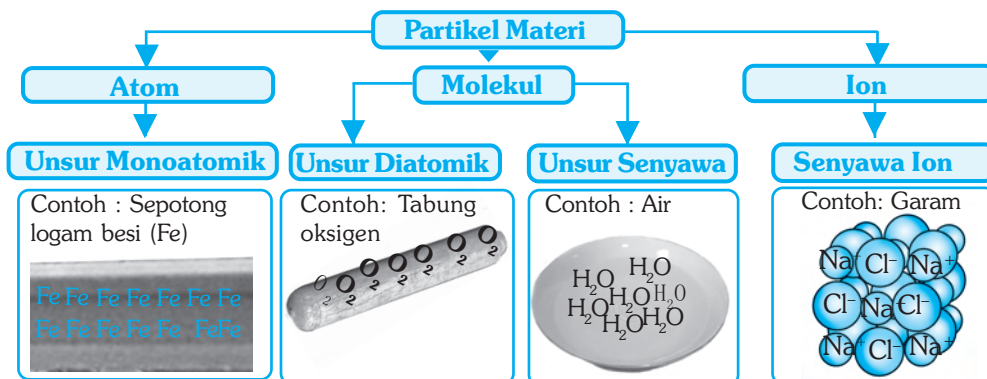 Partikel Materi
Atom
Molekul
Ion
Unsur Monoatomik
Unsur Diatomik
Unsur Senyawa
Senyawa Ion
Contoh : Sepotong
logam besi (Fe)
Fe Fe Fe Fe Fe Fe Fe
Fe Fe Fe Fe Fe FeFe
Contoh: Tabung
oksigen
O2 O2 O2 O2 O2 O2 O2
Contoh : Air
H2O
H2O
H2O H2O
H2O H2O H2O
Contoh: Garam
Na+ Cl– Na+
Cl– Na+ Cl–
Na+ Cl– Na+